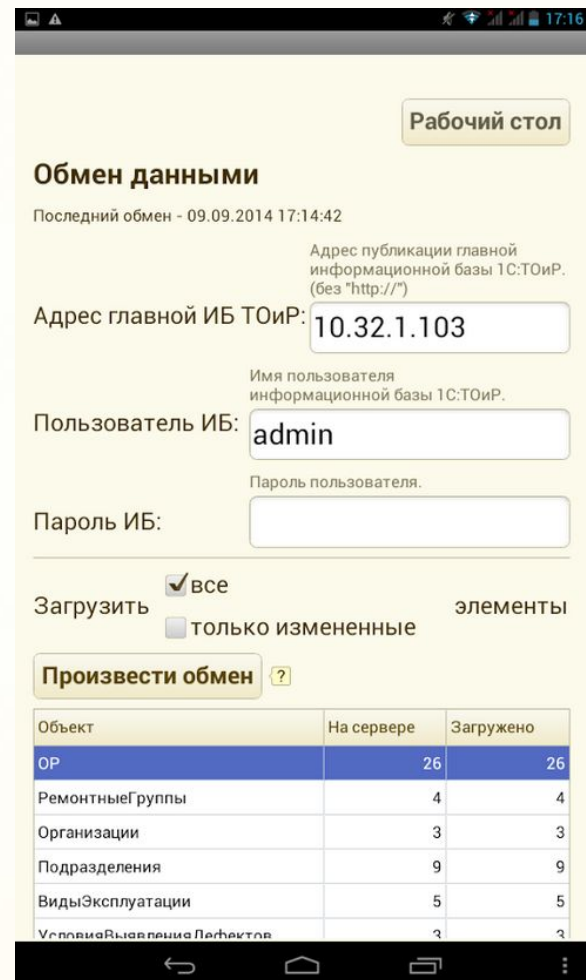 17:16
Рабочий стол
Обмен данными
Последний обмен - 09.09.2014 17:14:42
Адрес публикации главной
информационной базы 1С:ТОиР.
(без "http://")
Адрес главной ИБ ТОиР: 10.32.1.103
Имя пользователя
информационной базы 1С:ТОиР.
Пользователь ИБ: admin
Пароль пользователя.
Пароль ИБ:
все
Загрузить элементы
только измененные
Произвести обмен ?
Объект На сервере Загружено
ОР 26 26
РемонтныеГруппы 4 4
Организации 3 3
Подразделения 9 9
ВидыЭксплуатации 5 5
УсловияВыявленияДефектов 3 3